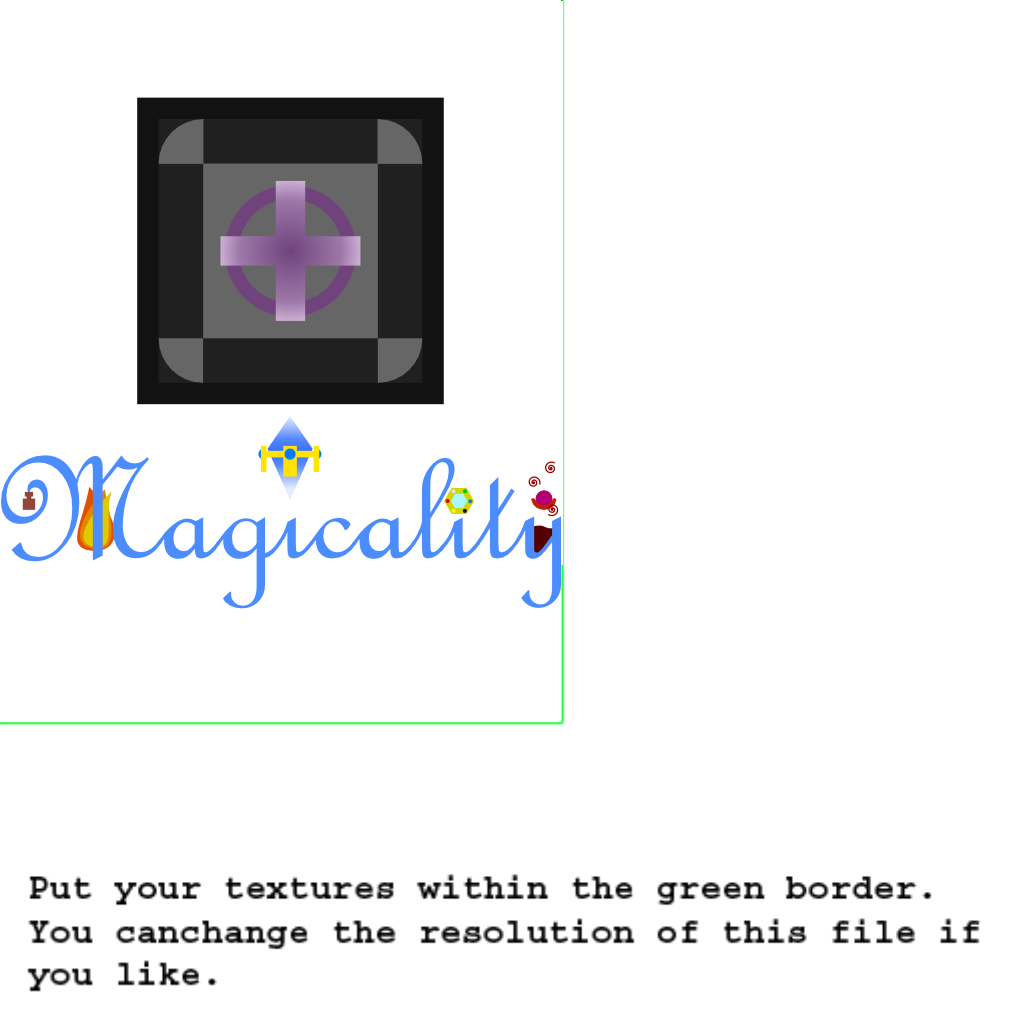 Magicality
Put your textures within the green border.
You canchange the resolution of this file if
you like.